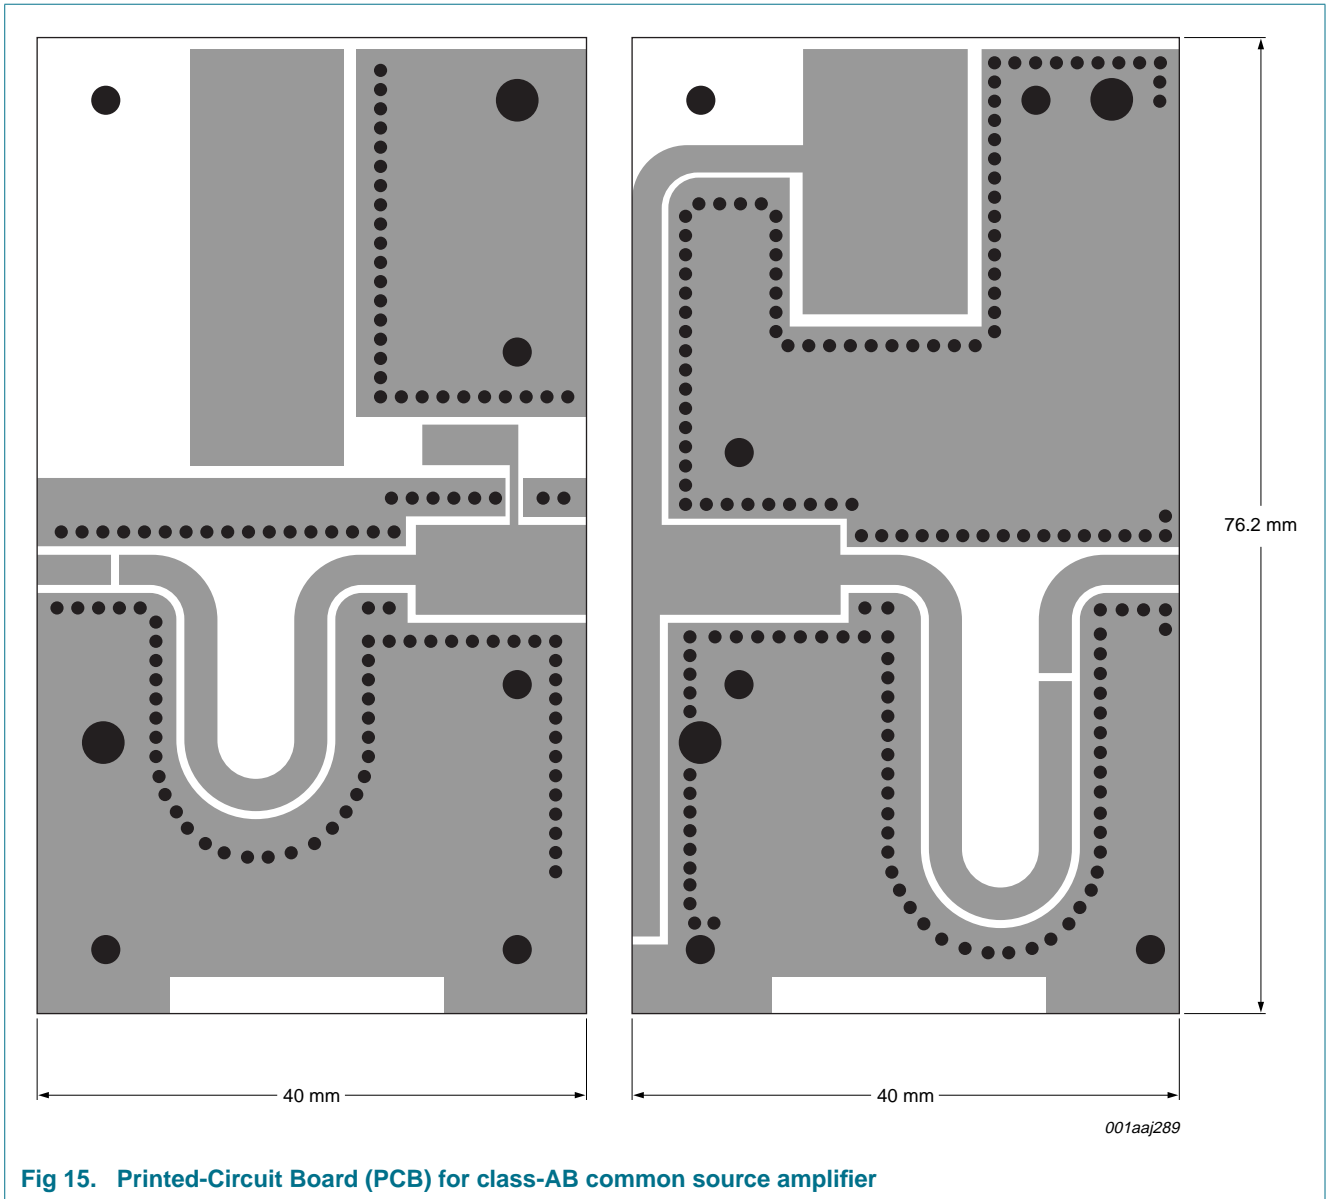 76.2 mm
40 mm
40 mm
001aaj289
Fig 15. Printed-Circuit Board (PCB) for class-AB common source amplifier